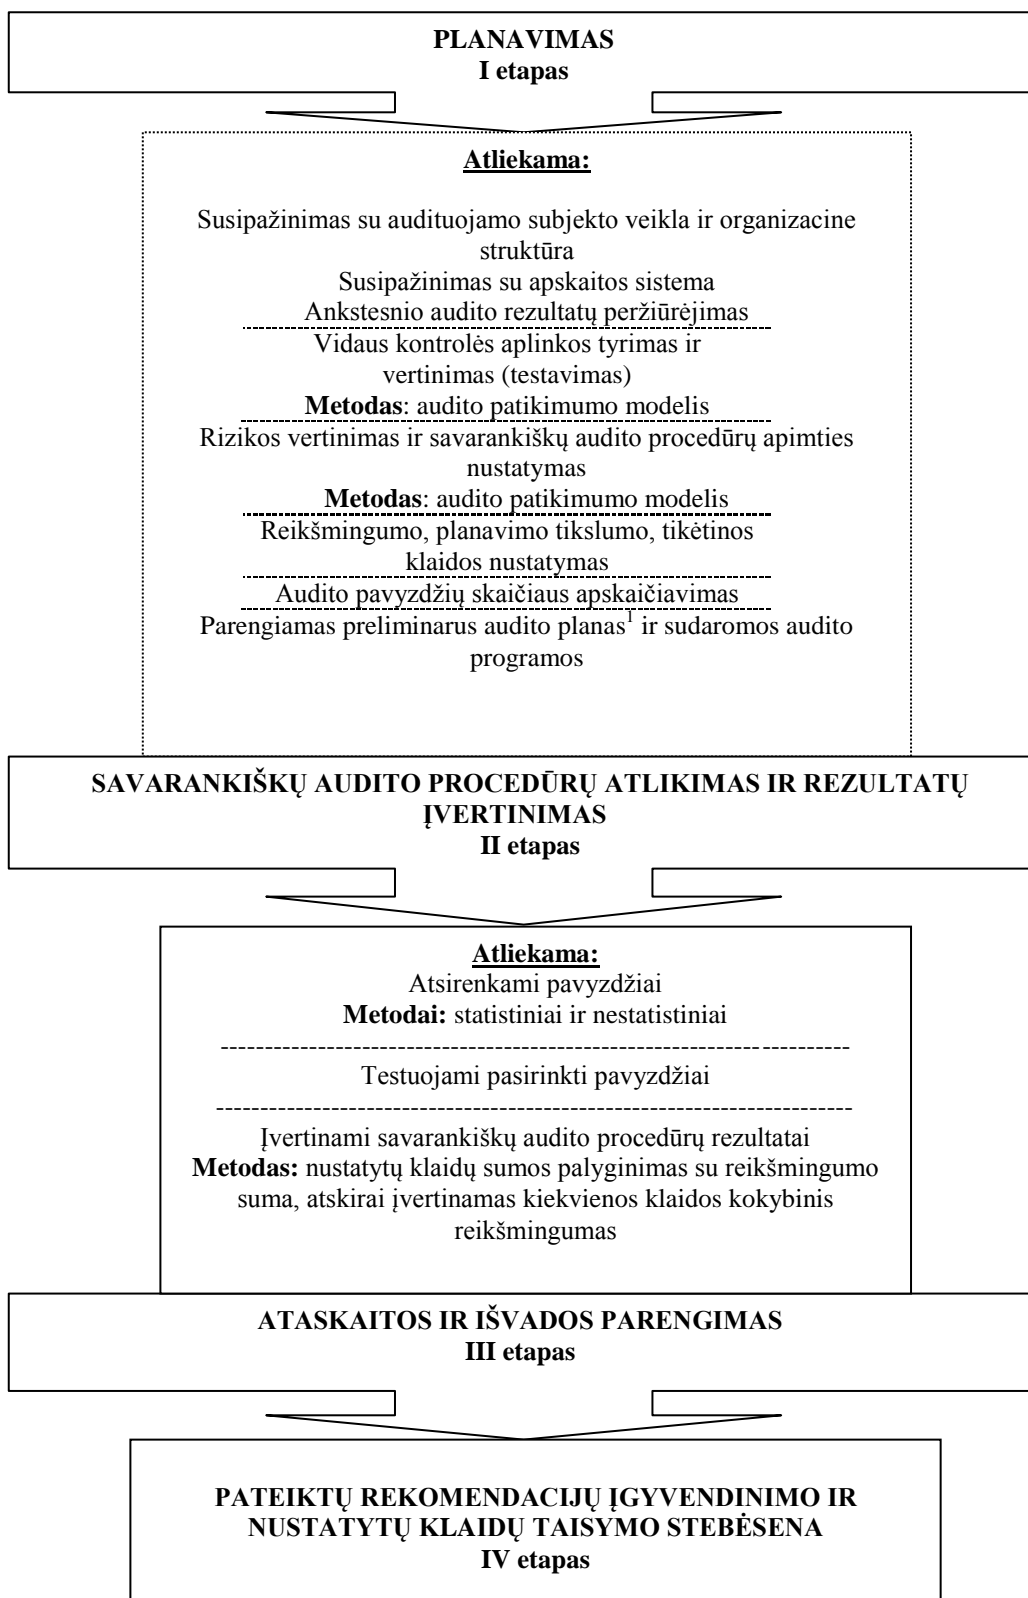 PLANAVIMAS
I etapas
Atliekama:
Susipažinimas su audituojamo subjekto veikla ir organizacine
struktūra
Susipažinimas su apskaitos sistema
Ankstesnio audito rezultatų peržiūrėjimas
Vidaus kontrolės aplinkos tyrimas ir
vertinimas (testavimas)
Metodas: audito patikimumo modelis
Rizikos vertinimas ir savarankiškų audito procedūrų apimties
nustatymas
Metodas: audito patikimumo modelis
Reikšmingumo, planavimo tikslumo, tikėtinos
klaidos nustatymas
Audito pavyzdžių skaičiaus apskaičiavimas
Parengiamas preliminarus audito planas¹ ir sudaromos audito
programos
SAVARANKIŠKŲ AUDITO PROCEDŪRŲ ATLIKIMAS IR REZULTATŲ
ĮVERTINIMAS
II etapas
Atliekama:
Atsirenkami pavyzdžiai
Metodai: statistiniai ir nestatistiniai
Testuojami pasirinkti pavyzdžiai
Įvertinami savarankiškų audito procedūrų rezultatai
Metodas: nustatytų klaidų sumos palyginimas su reikšmingumo
suma, atskirai įvertinamas kiekvienos klaidos kokybinis
reikšmingumas
ATASKAITOS IR IŠVADOS PARENGIMAS
III etapas
PATEIKTŲ REKOMENDACIJŲ ĮGYVENDINIMO IR
NUSTATYTŲ KLAIDŲ TAISYMO STEBĖSENA
IV etapas